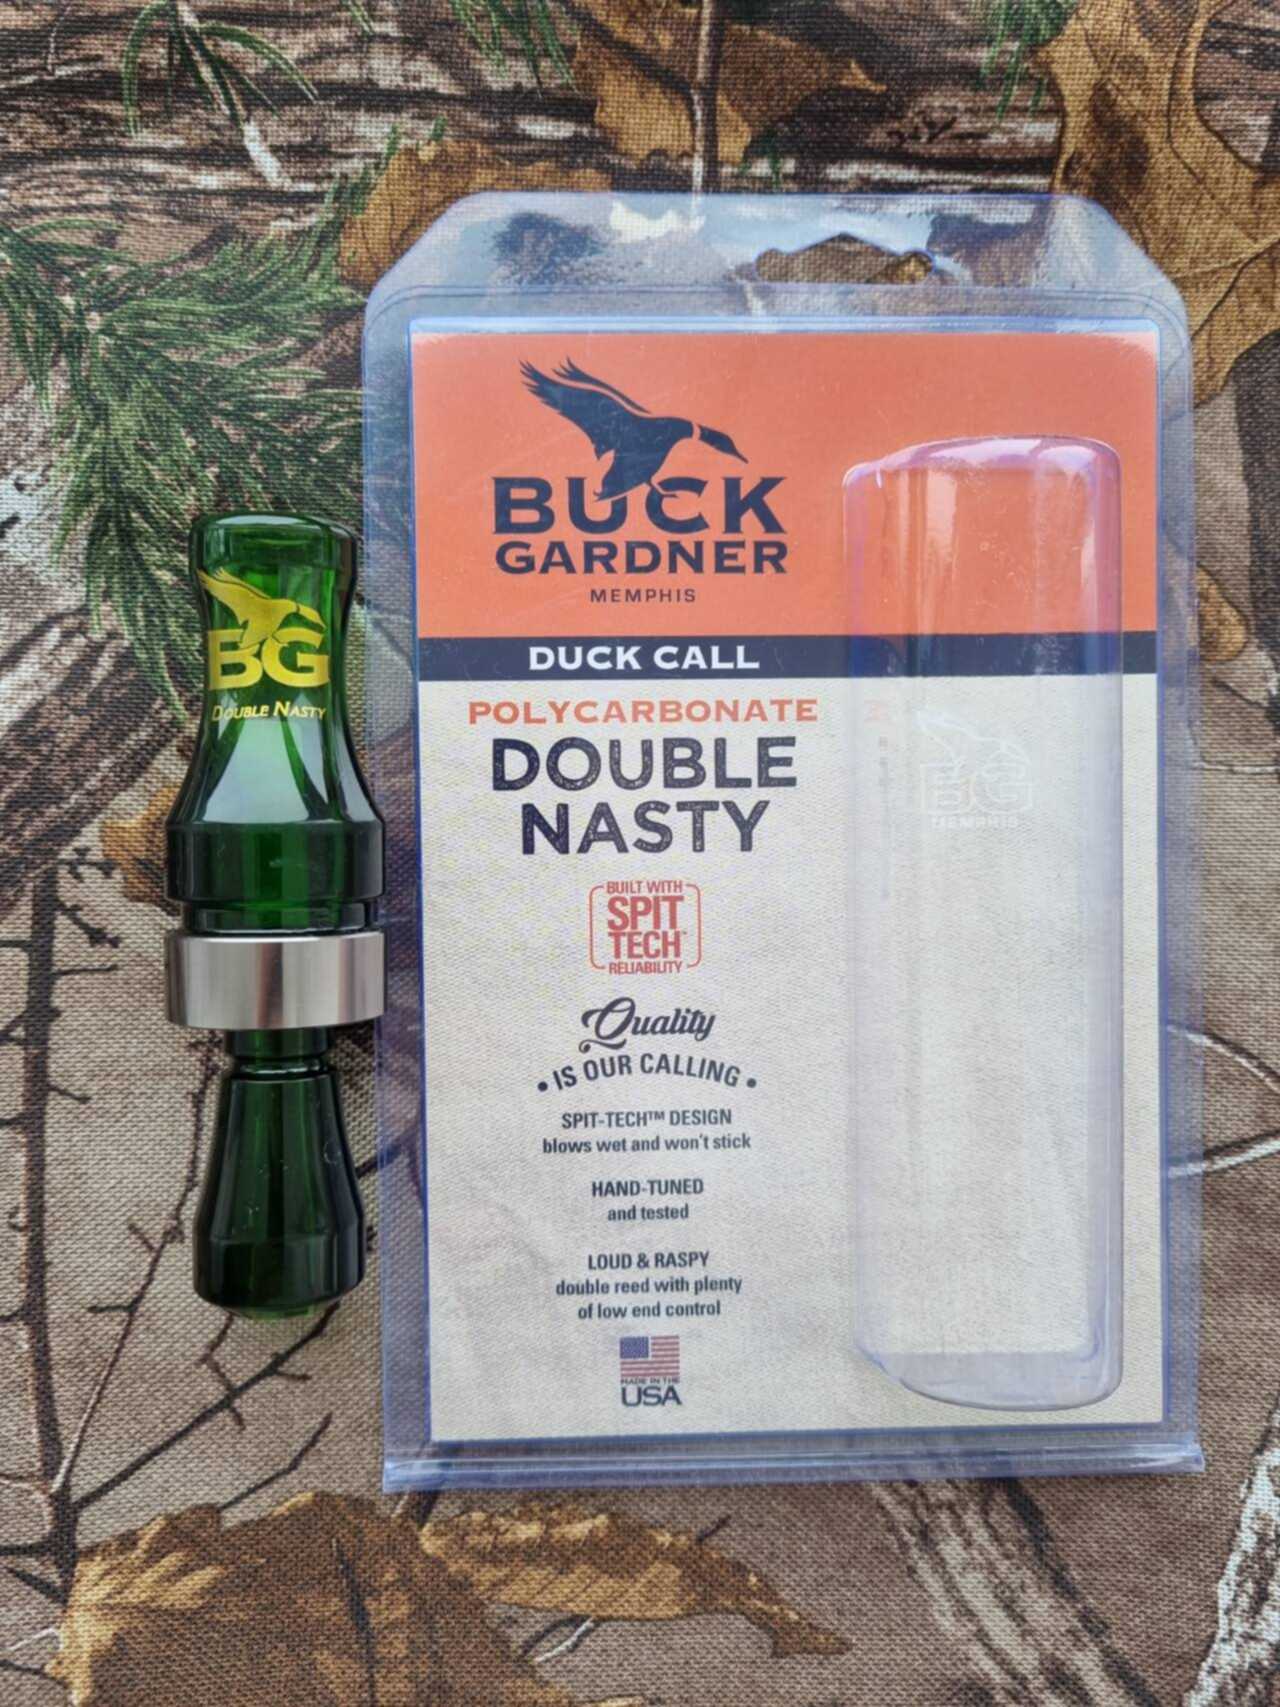 BG
DOUBLE NASTY
BUCK
GARDNER
MEMPHIS
DUCK CALL
POLYCARBONATE
DOUBLE
NASTY
BUILT WITH
SPIT
TECH™
RELIABILITY
Quality
• IS OUR CALLING •
SPIT-TECH™ DESIGN
blows wet and won't stick
HAND-TUNED
and tested
LOUD & RASPY
double reed with plenty
of low end control
MADE IN THE
USA
BG
MEMPHIS